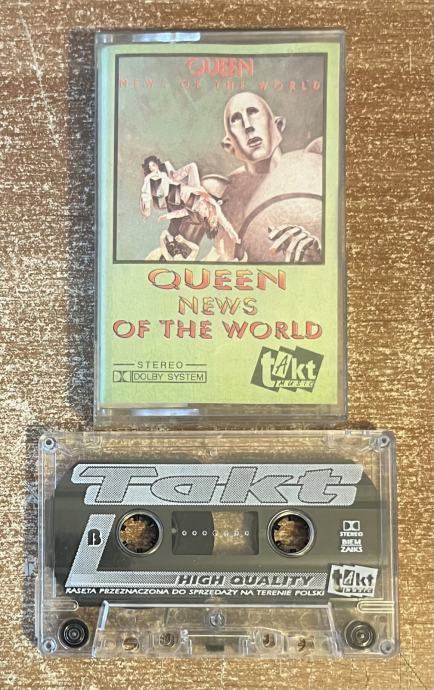 QUEEN
NEWS OF THE WORLD
QUEEN
NEWS
OF THE WORLD
STEREO
DOLBY SYSTEM
takt
MUSIC
Takt
B
STEREO
BIEM
ZAIKS
HIGH QUALITY
takt
MUSIC
KASETA PRZEZNACZONA DO SPRZEDAŻY NA TERENIE POLSKI